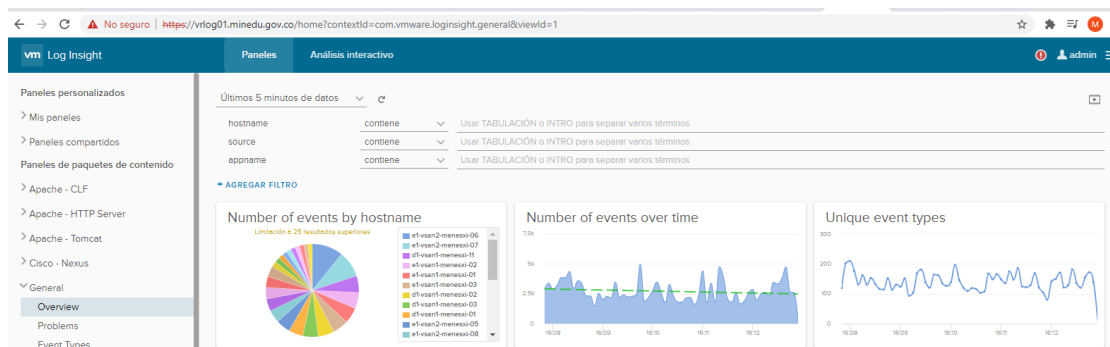 No seguro | https://vrlog01.minedu.gov.co/home?contextId=com.vmware.loginsight.general&viewId=1
M
vm Log Insight
Paneles
Análisis interactivo
admin
Paneles personalizados
Mis paneles
Paneles compartidos
Paneles de paquetes de contenido
Apache - CLF
Apache - HTTP Server
Apache - Tomcat
Cisco - Nexus
General
Overview
Problems
Event Types
Últimos 5 minutos de datos
hostname contiene Usar TABULACIÓN o INTRO para separar varios términos
source contiene Usar TABULACIÓN o INTRO para separar varios términos
appname contiene Usar TABULACIÓN o INTRO para separar varios términos
+ AGREGAR FILTRO
Number of events by hostname
Limitación a 25 resultados superiores
e1-vsan2-menesxi-06
e1-vsan2-menesxi-07
d1-vsan1-menesxi-11
e1-vsan1-menesxi-02
e1-vsan1-menesxi-01
e1-vsan1-menesxi-03
d1-vsan1-menesxi-02
d1-vsan1-menesxi-03
d1-vsan1-menesxi-01
e1-vsan2-menesxi-05
e1-vsan2-menesxi-08
Number of events over time
7.5k
5k
2.5k
0
16:08 16:09 16:10 16:11 16:12
Unique event types
300
200
100
0
16:08 16:09 16:10 16:11 16:12